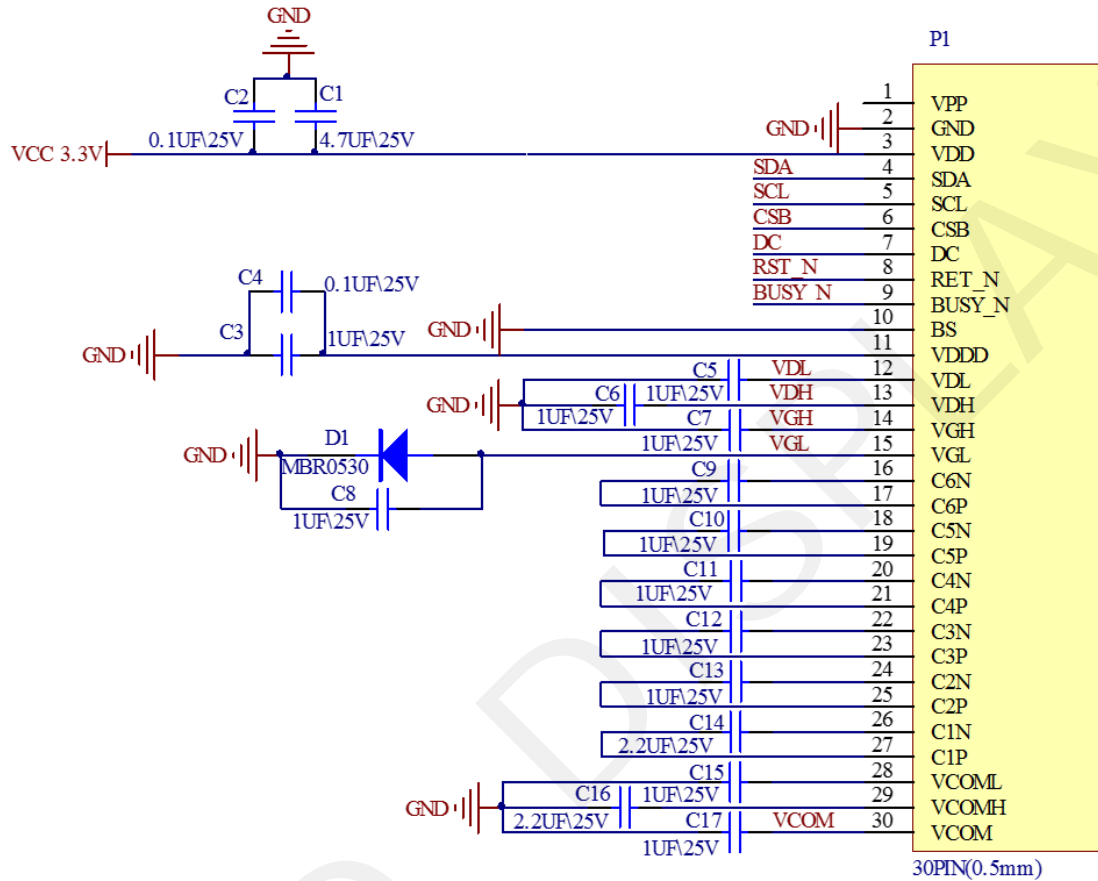 GND
P1
C2
C1
0.1UF\25V
4.7UF\25V
VCC 3.3V
1
VPP
GND
2
GND
3
VDD
SDA
4
SDA
SCL
5
SCL
CSB
6
CSB
DC
7
DC
RST_N
8
RET_N
BUSY_N
9
BUSY_N
C4
0.1UF\25V
C3
1UF\25V
GND
GND
10
BS
11
VDDD
C5
VDL
12
VDL
1UF\25V
GND
C6
VDH
13
VDH
1UF\25V
C7
VGH
14
VGH
1UF\25V
GND
D1
MBR0530
VGL
15
VGL
C8
1UF\25V
C9
16
C6N
1UF\25V
17
C6P
C10
18
C5N
1UF\25V
19
C5P
C11
20
C4N
1UF\25V
21
C4P
C12
22
C3N
1UF\25V
23
C3P
C13
24
C2N
1UF\25V
25
C2P
C14
26
C1N
2.2UF\25V
27
C1P
C15
28
VCOML
1UF\25V
GND
C16
29
VCOMH
2.2UF\25V
C17
VCOM
30
VCOM
1UF\25V
30PIN(0.5mm)
DISPLAY